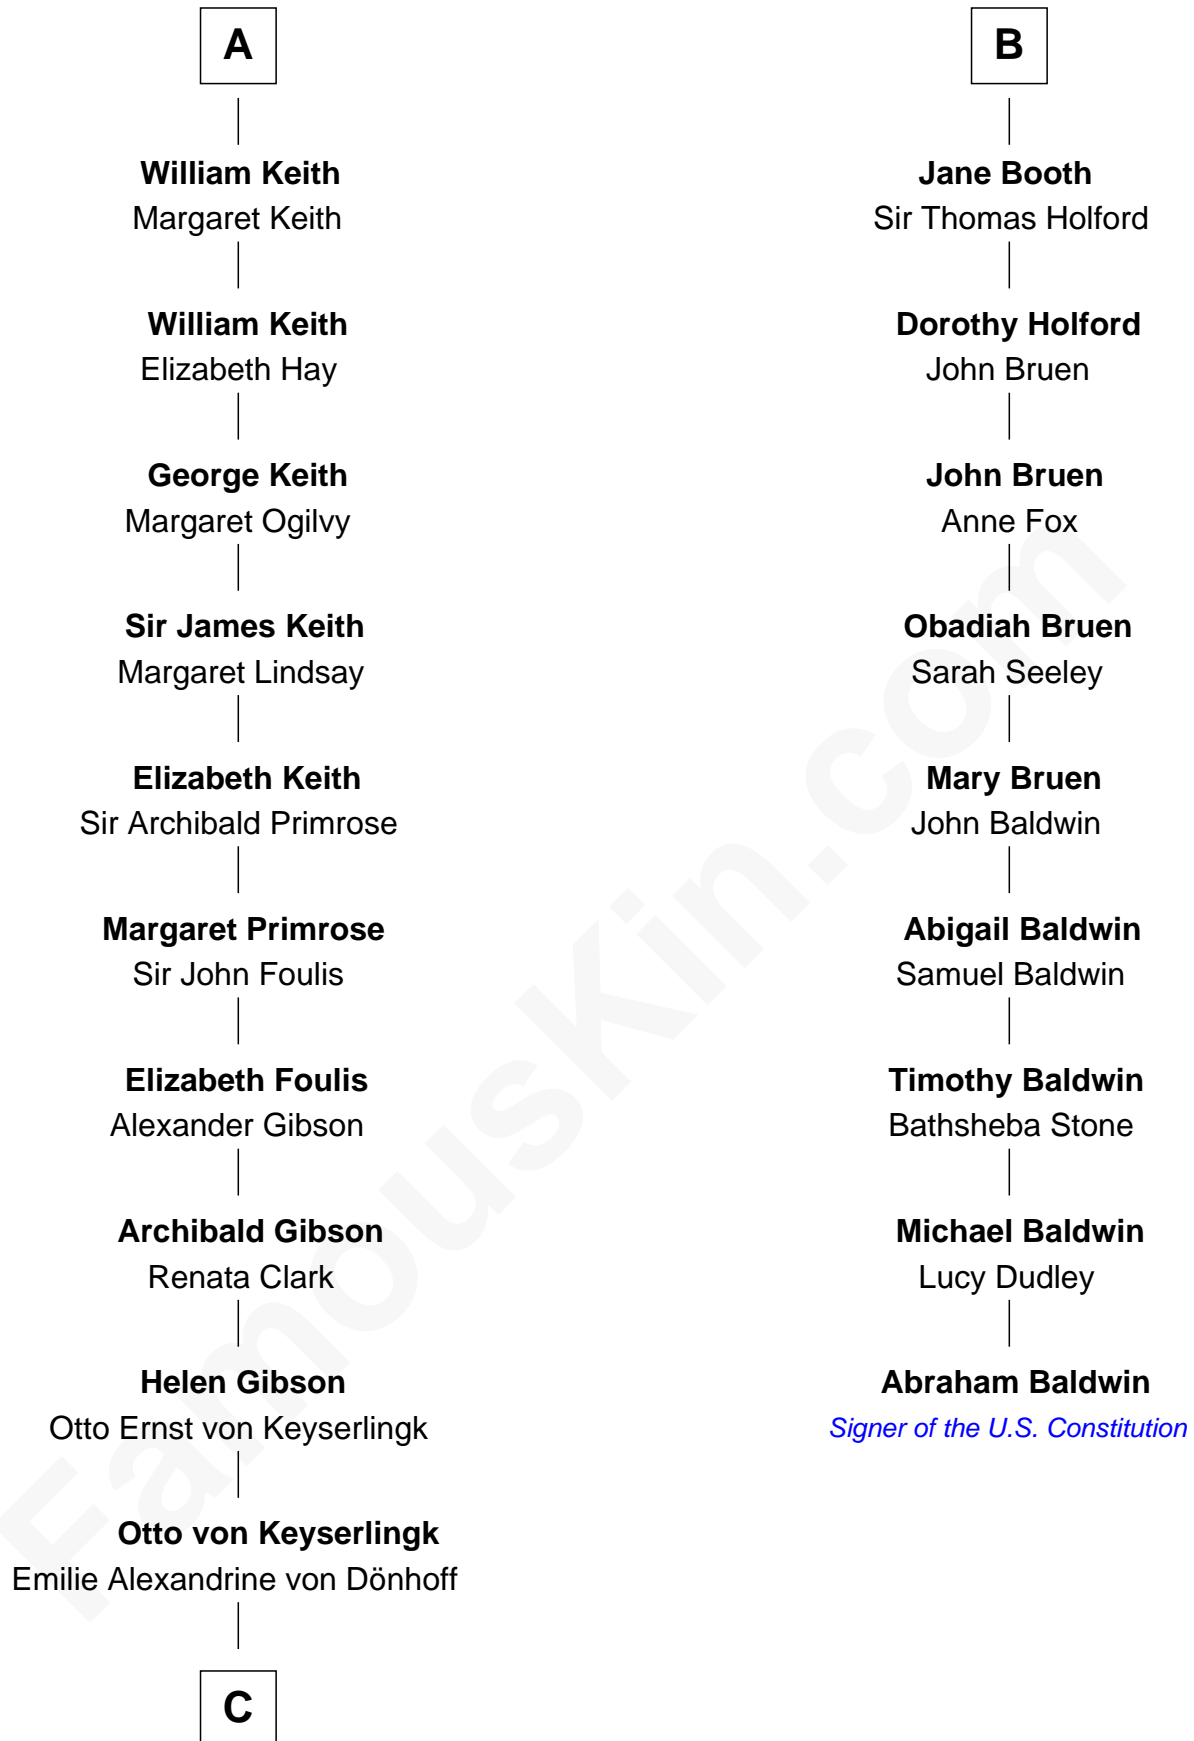 A
William Keith
Margaret Keith
William Keith
Elizabeth Hay
George Keith
Margaret Ogilvy
Sir James Keith
Margaret Lindsay
Elizabeth Keith
Sir Archibald Primrose
Margaret Primrose
Sir John Foulis
Elizabeth Foulis
Alexander Gibson
Archibald Gibson
Renata Clark
Helen Gibson
Otto Ernst von Keyserlingk
Otto von Keyserlingk
Emilie Alexandrine von Dönhoff
C
B
Jane Booth
Sir Thomas Holford
Dorothy Holford
John Bruen
John Bruen
Anne Fox
Obadiah Bruen
Sarah Seeley
Mary Bruen
John Baldwin
Abigail Baldwin
Samuel Baldwin
Timothy Baldwin
Bathsheba Stone
Michael Baldwin
Lucy Dudley
Abraham Baldwin
Signer of the U.S. Constitution
FamousKin.com